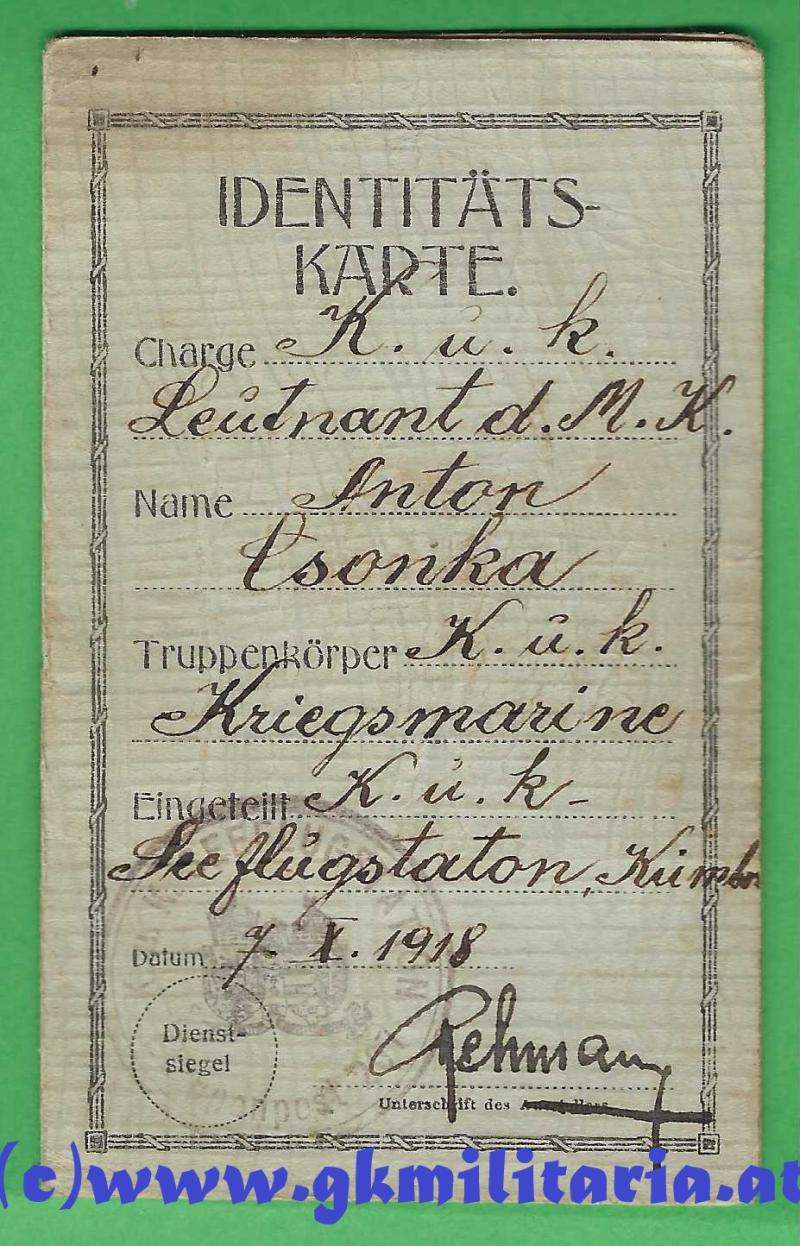 IDENTITÄTS-
KARTE.
Charge K. u. k.
Leutnant d. M. K.
Name Anton
Csonka
Truppenkörper K. u. k.
Kriegsmarine
Eingeteilt K. u. k-
Seeflugstaton, Kumbor
Datum 7. X. 1918
Dienst-
siegel
Unterschrift des
(c)www.gkmilitaria.at